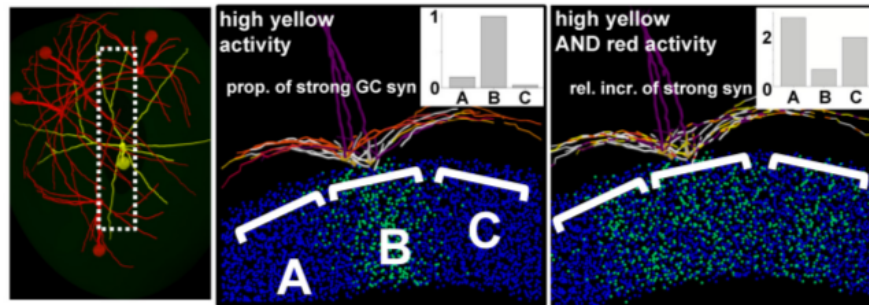 high yellow
activity
prop. of strong GC syn
1
0
A B C
A
B
C
high yellow
AND red activity
rel. incr. of strong syn
2
0
A B C